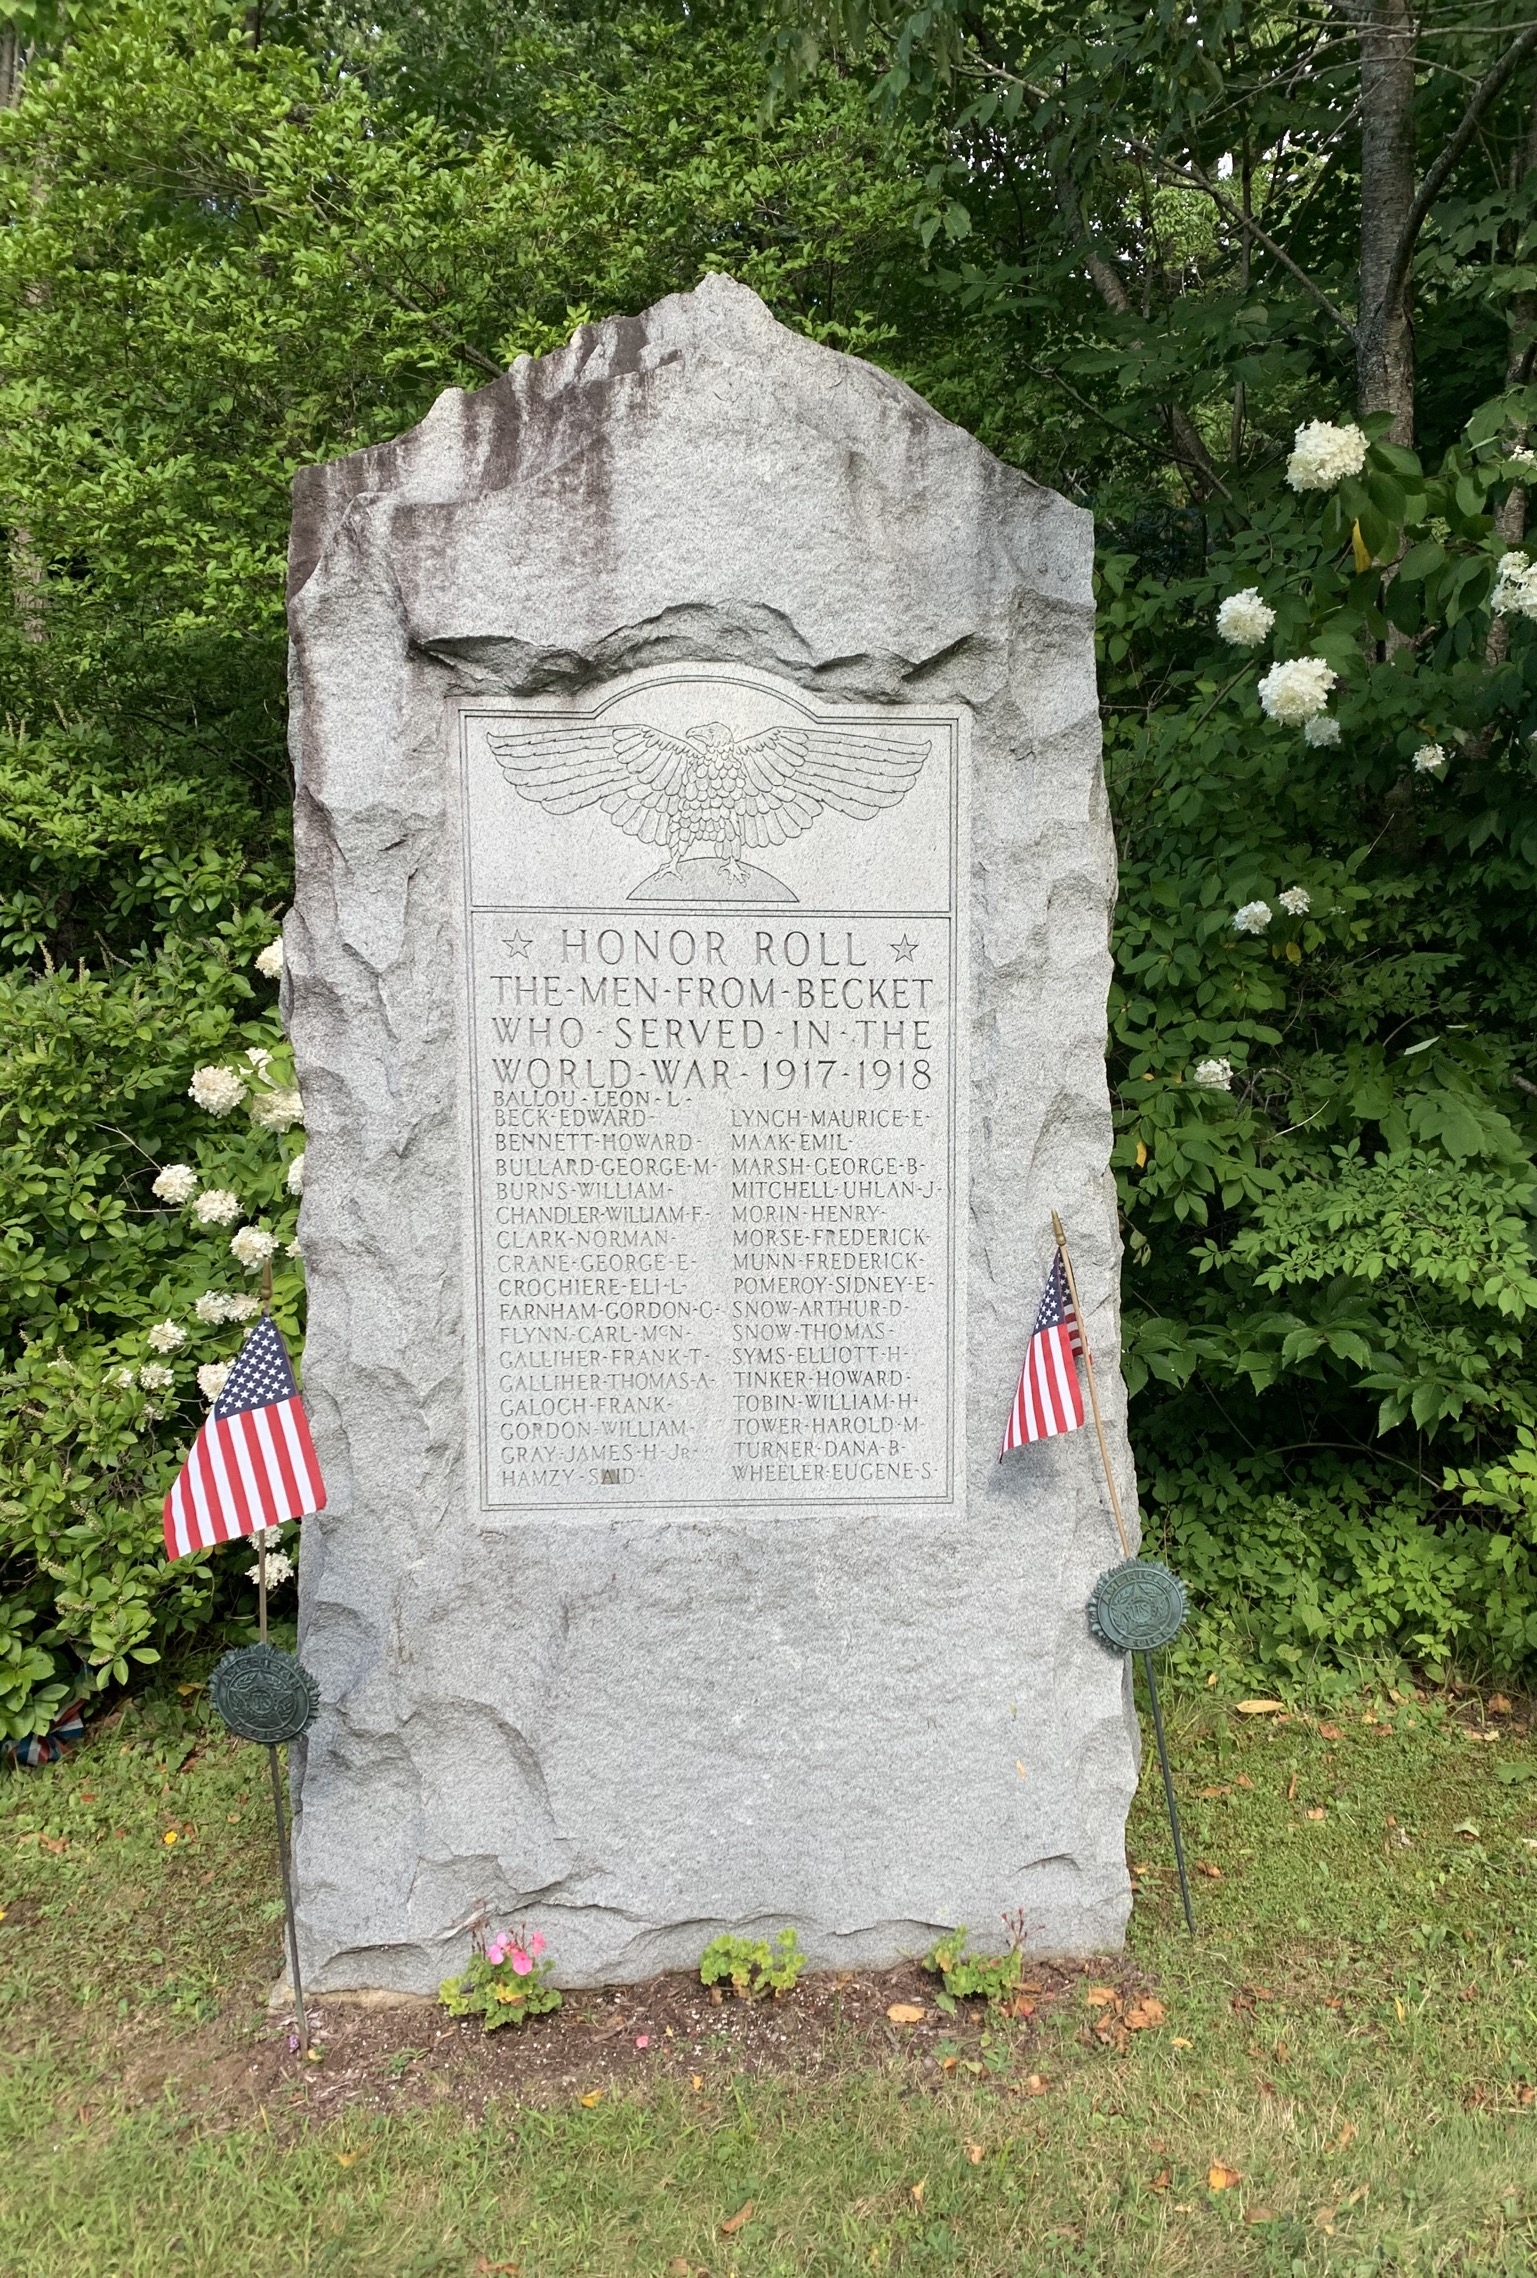 HONOR ROLL
THE-MEN-FROM-BECKET
WHO-SERVED-IN-THE
WORLD-WAR-1917-1918
BALLOU-LEON-L-
BECK-EDWARD-
BENNETT-HOWARD-
BULLARD-GEORGE-M-
BURNS-WILLIAM-
CHANDLER-WILLIAM-F-
CLARK-NORMAN-
CRANE-GEORGE-E-
CROCHIERE-ELI-L-
FARNHAM-GORDON-C-
FLYNN-CARL-McN-
GALLIHER-FRANK-T-
GALLIHER-THOMAS-A-
GALOCH-FRANK-
GORDON-WILLIAM-
GRAY-JAMES-H-Jr
HAMZY-SAID-
LYNCH-MAURICE-E-
MAAK-EMIL-
MARSH-GEORGE-B-
MITCHELL-UHLAN-J-
MORIN-HENRY-
MORSE-FREDERICK-
MUNN-FREDERICK-
POMEROY-SIDNEY-E-
SNOW-ARTHUR-D-
SNOW-THOMAS-
SYMS-ELLIOTT-H-
TINKER-HOWARD-
TOBIN-WILLIAM-H-
TOWER-HAROLD-M-
TURNER-DANA-B-
WHEELER-EUGENE-S-